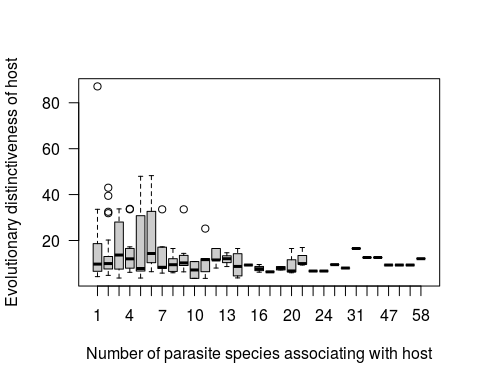 Evolutionary distinctiveness of host
80
60
40
20
1 4 7 10 13 16 20 24 31 47 58
Number of parasite species associating with host